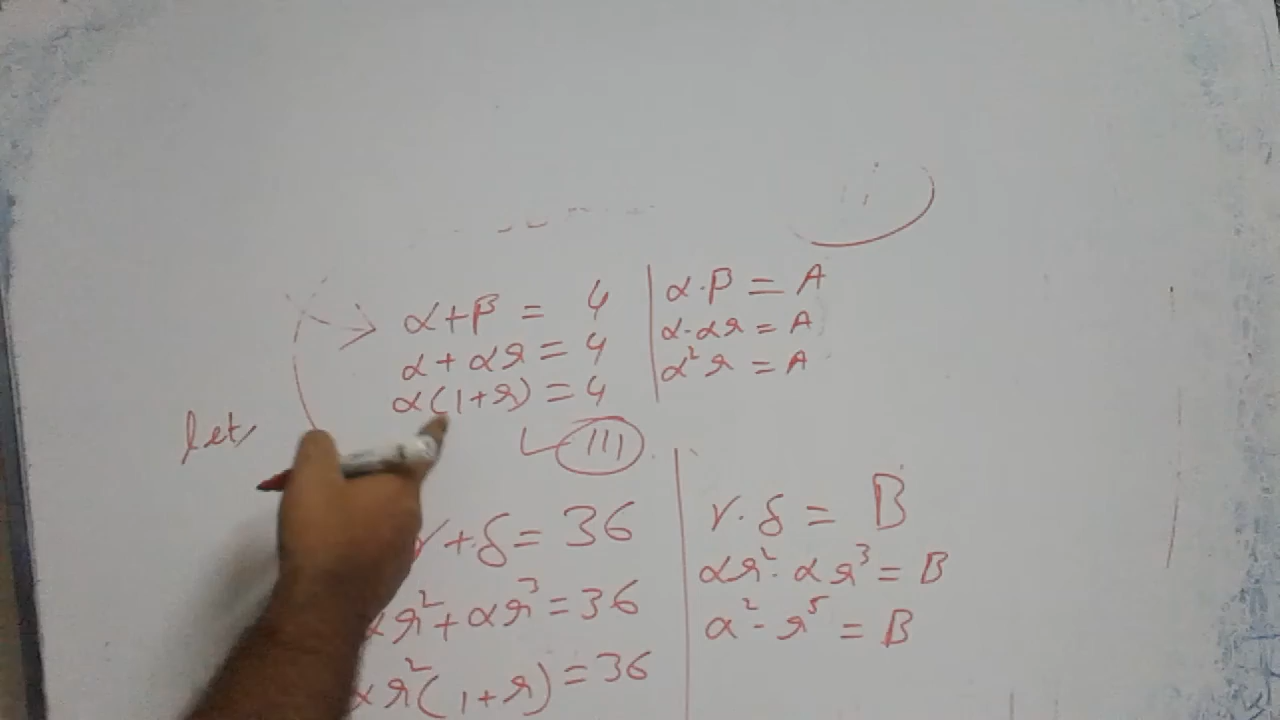 α+β = 4
α + αr = 4
α(1+r) = 4
III
α·β = A
α·αr = A
α²r = A
let,
γ+δ = 36
αr²+αr³ = 36
αr²(1+r) = 36
γ·δ = B
αr²·αr³ = B
α²·r⁵ = B